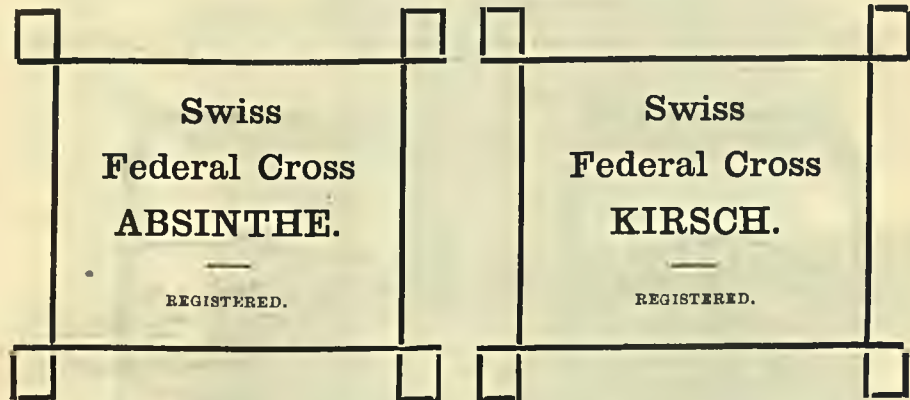 Swiss
Federal Cross
ABSINTHE.
REGISTERED.
Swiss
Federal Cross
KIRSCH.
REGISTERED.